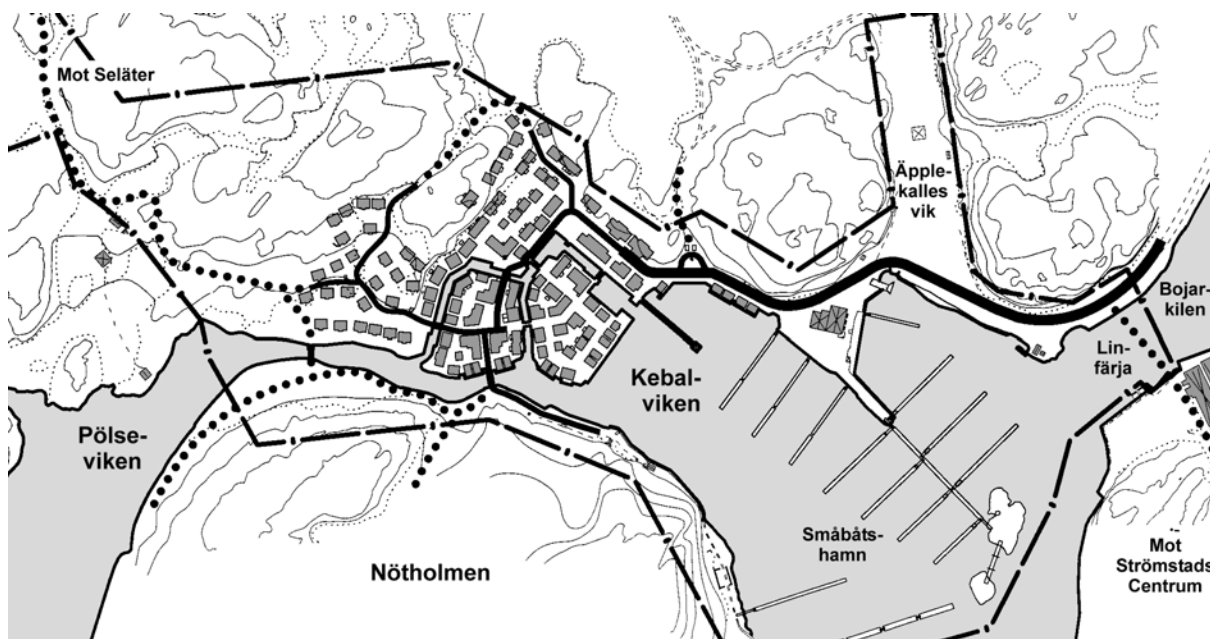 Mot Seläter
Äpple-
kalles
vik
Bojar-
kilen
Lin-
färja
Kebal-
viken
Pölse-
viken
Småbåts-
hamn
Nötholmen
Mot
Strömstads
Centrum